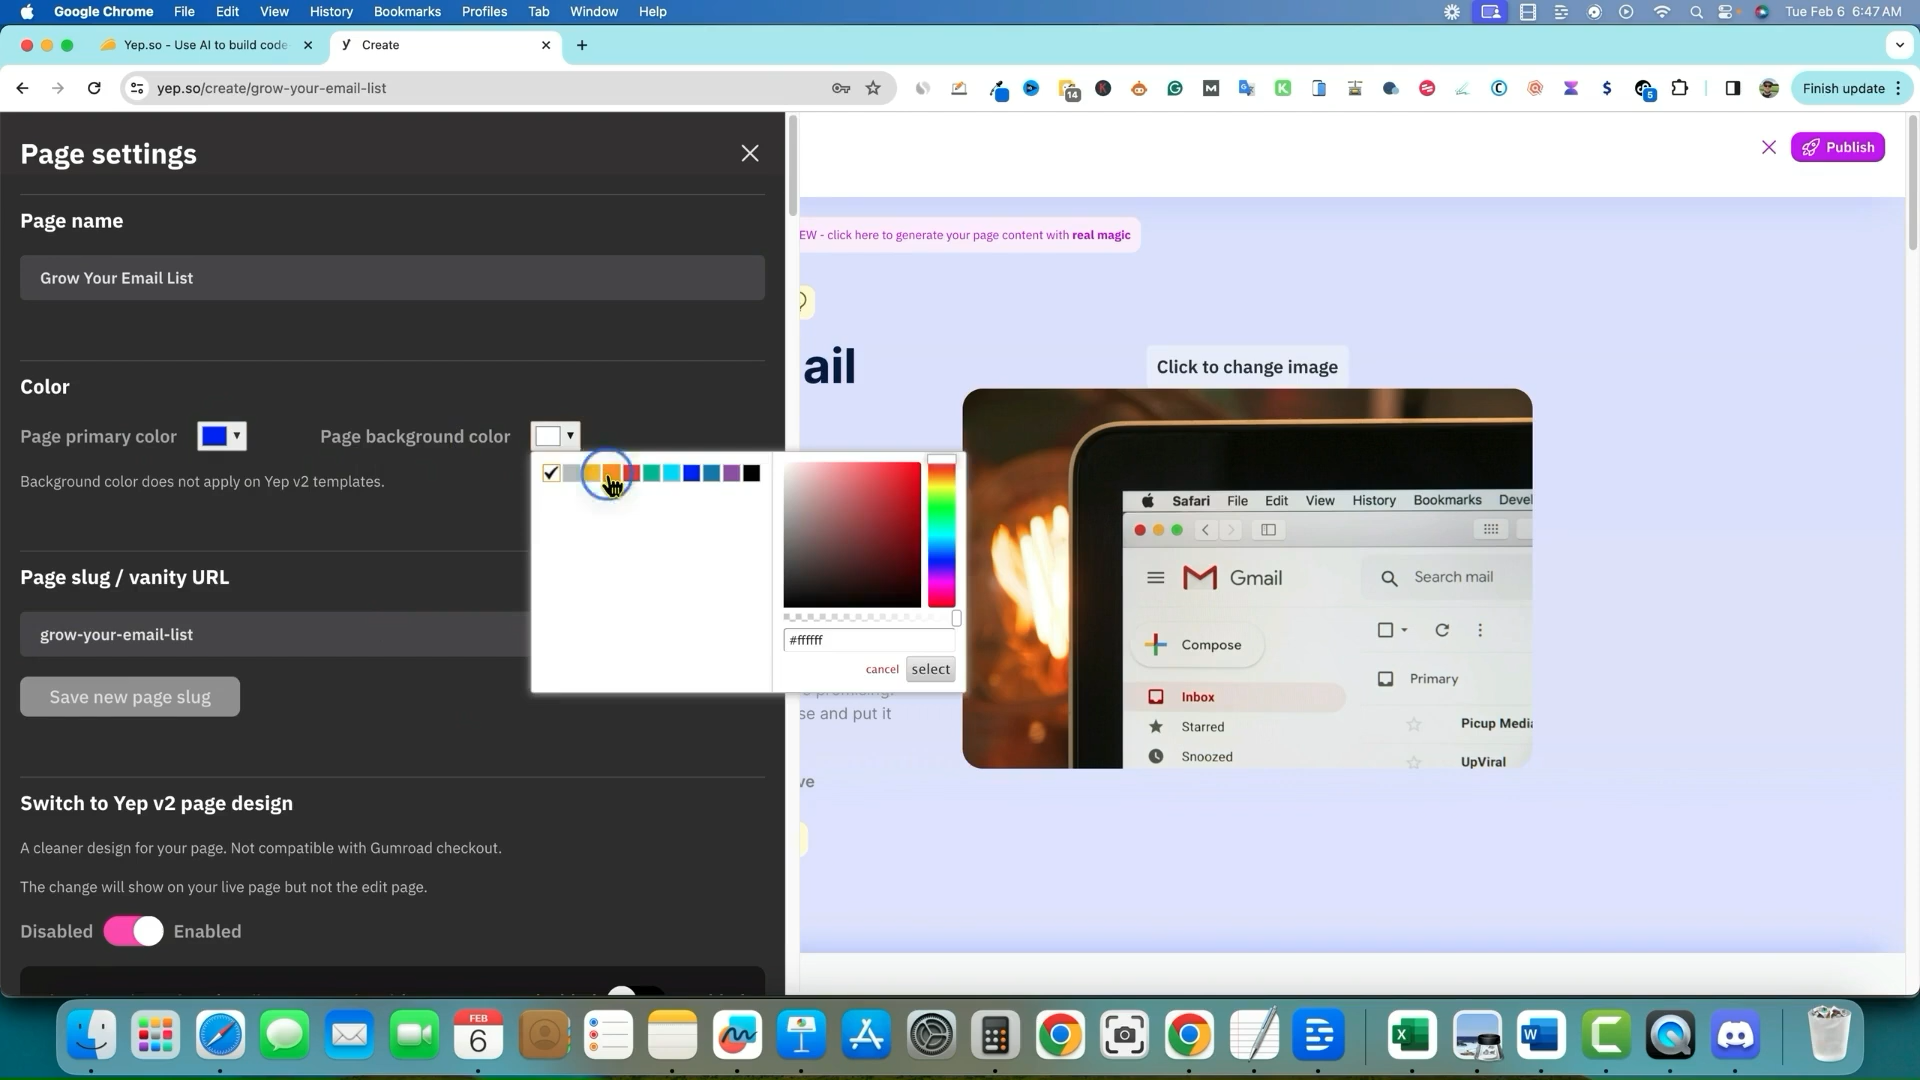 Google Chrome File Edit View History Bookmarks Profiles Tab Window Help Tue Feb 6 6:47 AM
Yep.so - Use AI to build code
Create
yep.so/create/grow-your-email-list
14
5
Finish update
Page settings
Publish
Page name
EW - click here to generate your page content with real magic
Grow Your Email List
ail
Click to change image
Color
Page primary color
Page background color
Background color does not apply on Yep v2 templates.
Safari File Edit View History Bookmarks Devel
Page slug / vanity URL
Gmail
Search mail
grow-your-email-list
#ffffff
Compose
cancel
select
Primary
Save new page slug
Inbox
se and put it
Starred
Picup Media
Snoozed
UpViral
ve
Switch to Yep v2 page design
A cleaner design for your page. Not compatible with Gumroad checkout.
The change will show on your live page but not the edit page.
Disabled
Enabled
FEB
6